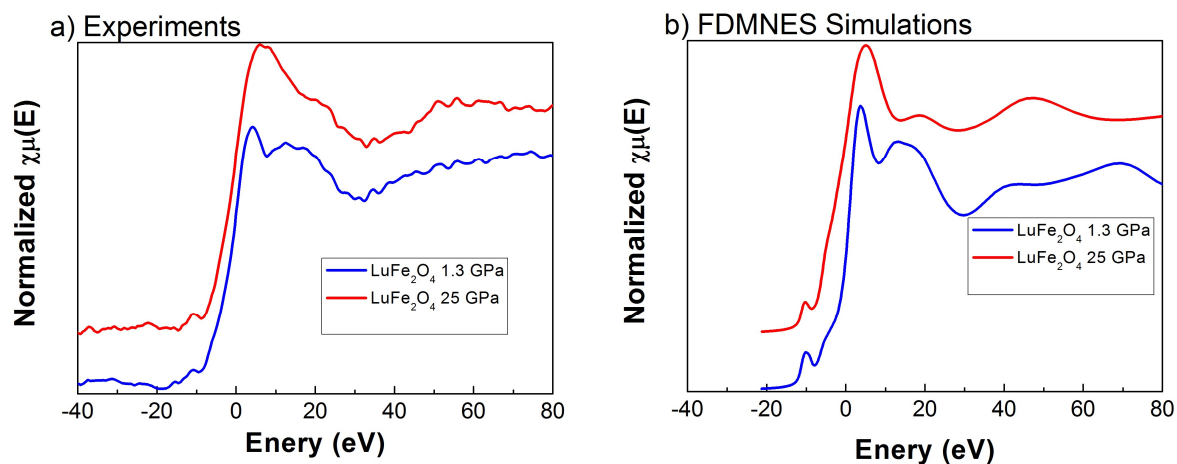 a) Experiments
Normalized χμ(E)
LuFe₂O₄ 1.3 GPa
LuFe₂O₄ 25 GPa
-40 -20 0 20 40 60 80
Enery (eV)
b) FDMNES Simulations
Normalized χμ(E)
LuFe₂O₄ 1.3 GPa
LuFe₂O₄ 25 GPa
-40 -20 0 20 40 60 80
Enery (eV)